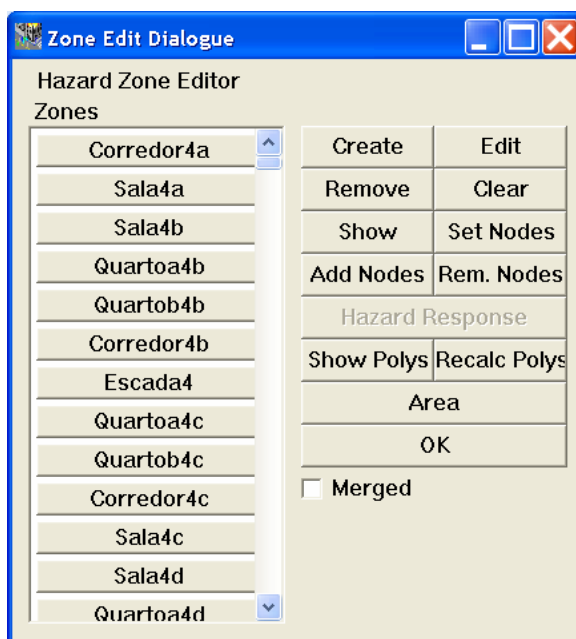 Zone Edit Dialogue
Hazard Zone Editor
Zones
Corredor4a
Sala4a
Sala4b
Quartoa4b
Quartob4b
Corredor4b
Escada4
Quartoa4c
Quartob4c
Corredor4c
Sala4c
Sala4d
Quartoa4d
Create Edit
Remove Clear
Show Set Nodes
Add Nodes Rem. Nodes
Hazard Response
Show Polys Recalc Polys
Area
OK
Merged